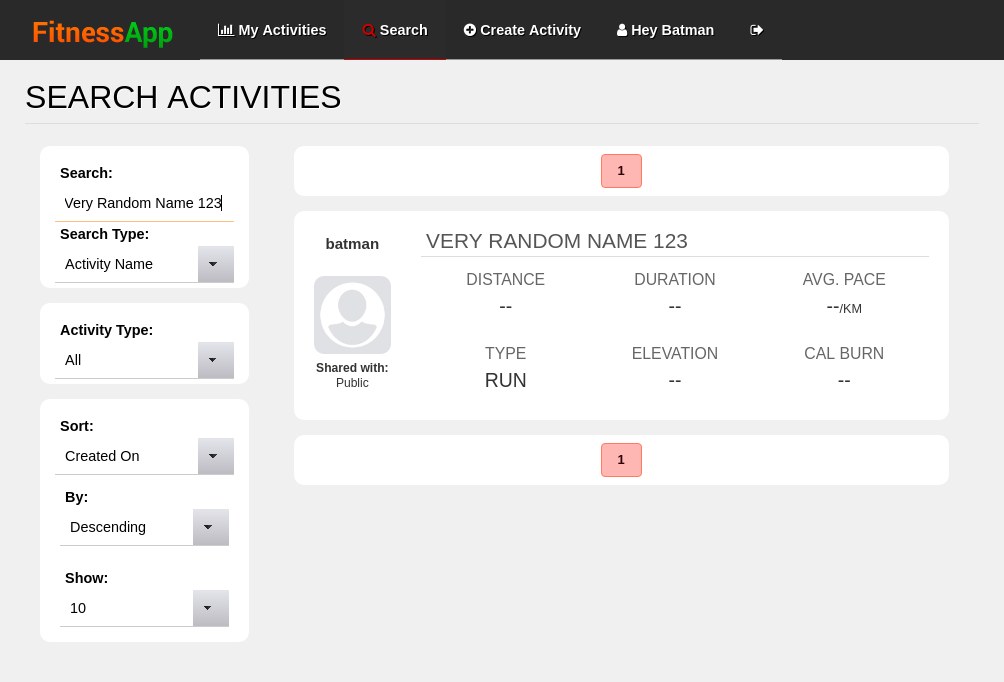 FitnessApp My Activities Search Create Activity Hey Batman
SEARCH ACTIVITIES
Search:
Very Random Name 123
Search Type:
Activity Name
Activity Type:
All
Sort:
Created On
By:
Descending
Show:
10
1
batman
VERY RANDOM NAME 123
DISTANCE DURATION AVG. PACE
-- -- --/KM
TYPE ELEVATION CAL BURN
RUN -- --
Shared with:
Public
1